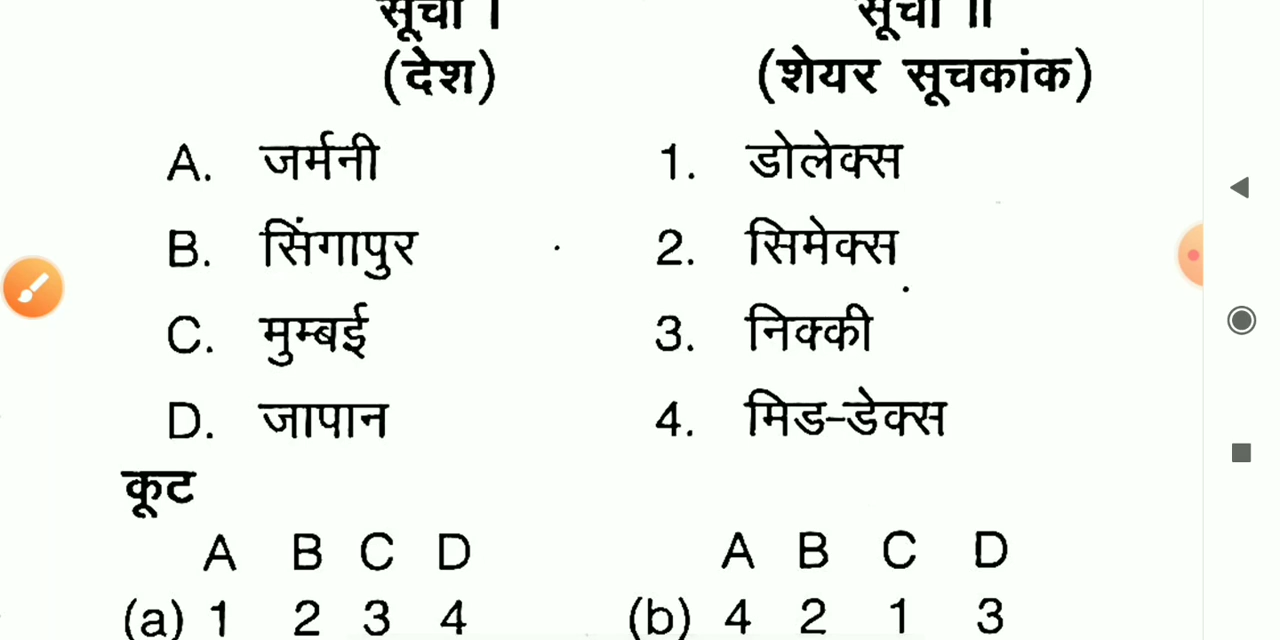 सूची I सूची II
(देश) (शेयर सूचकांक)
A. जर्मनी 1. डोलेक्स
B. सिंगापुर 2. सिमेक्स
C. मुम्बई 3. निक्की
D. जापान 4. मिड-डेक्स
कूट
A B C D A B C D
(a) 1 2 3 4 (b) 4 2 1 3